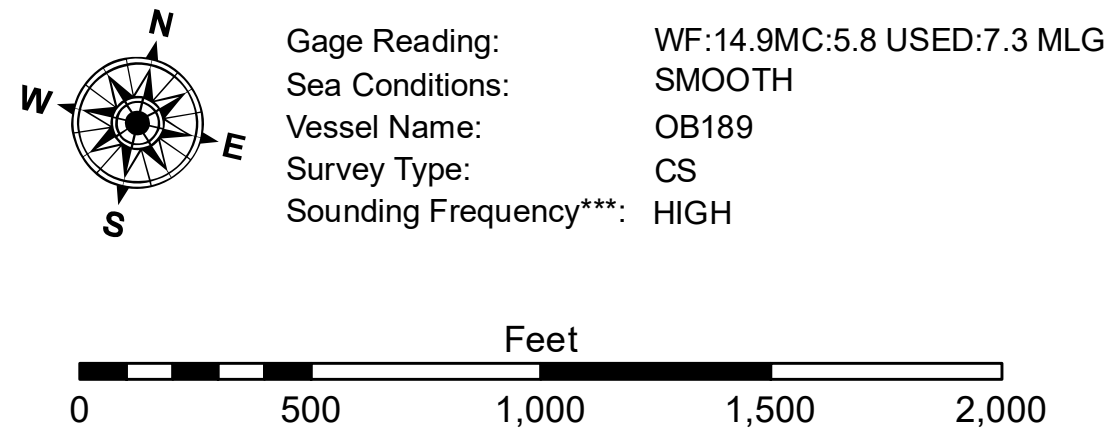 N
W
E
S
Gage Reading: WF:14.9MC:5.8 USED:7.3 MLG
Sea Conditions: SMOOTH
Vessel Name: OB189
Survey Type: CS
Sounding Frequency***: HIGH
Feet
0 500 1,000 1,500 2,000